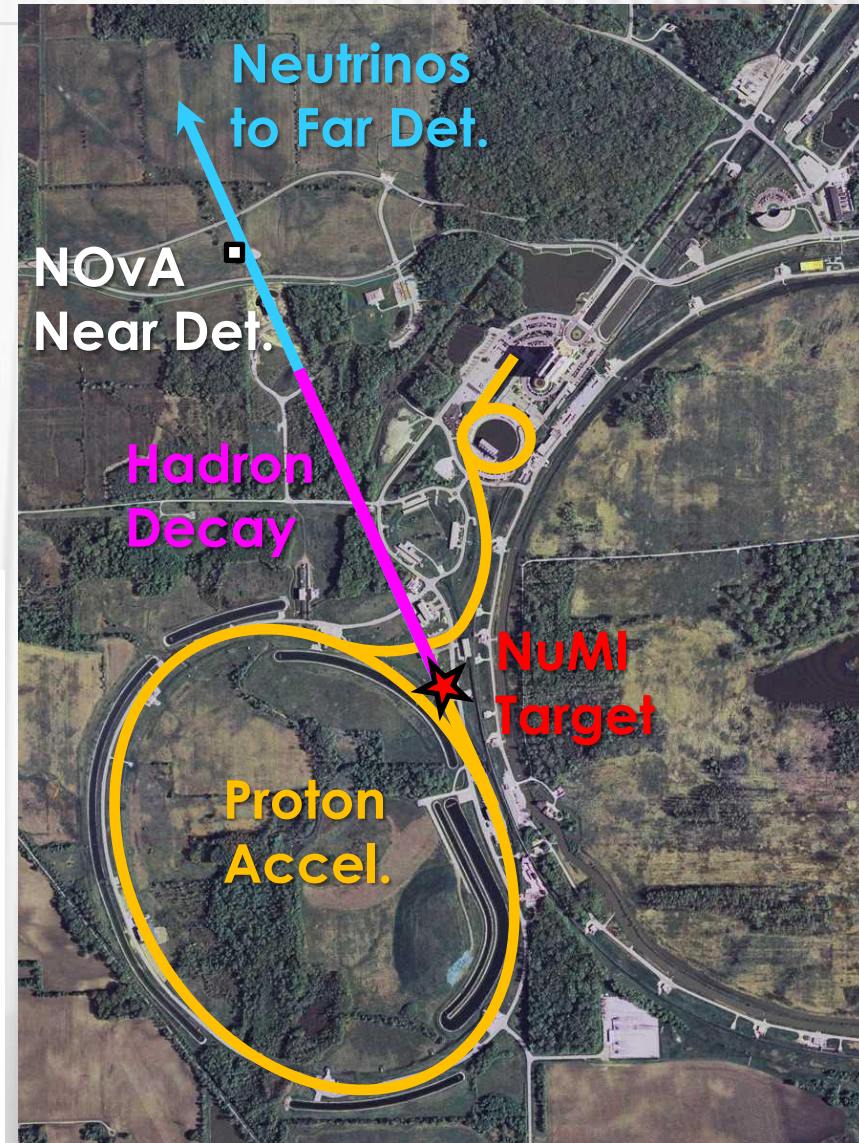 Neutrinos
to Far Det.
NOvA
Near Det.
Hadron
Decay
NuMI
Target
Proton
Accel.